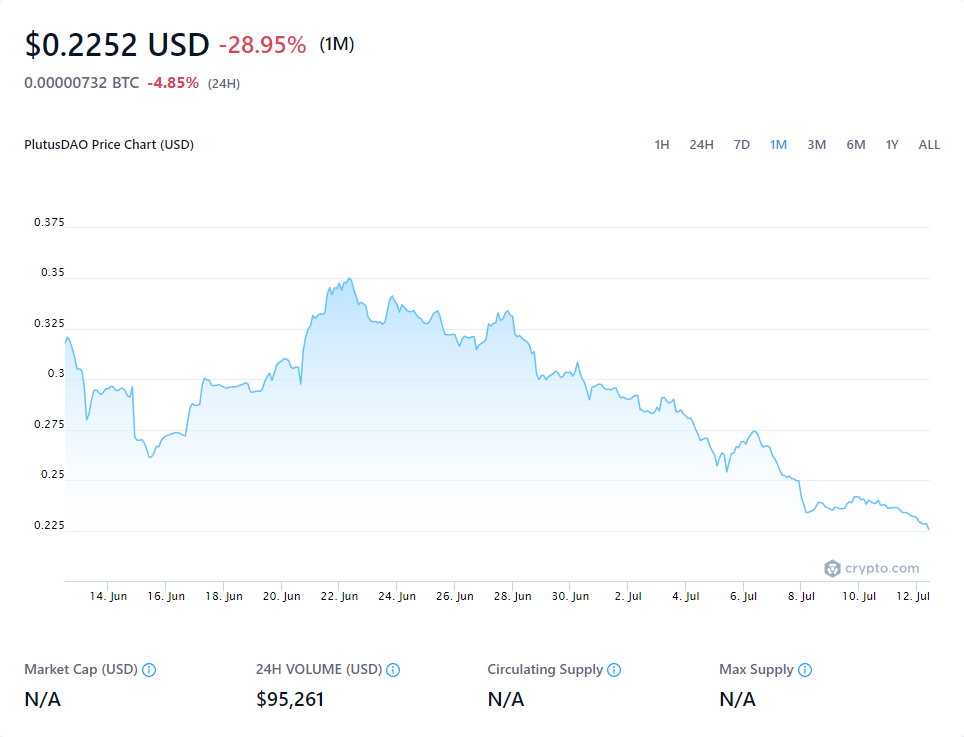 $0.2252 USD -28.95% (1M)
0.00000732 BTC -4.85% (24H)
PlutusDAO Price Chart (USD) 1H 24H 7D 1M 3M 6M 1Y ALL
0.375
0.35
0.325
0.3
0.275
0.25
0.225
crypto.com
14. Jun 16. Jun 18. Jun 20. Jun 22. Jun 24. Jun 26. Jun 28. Jun 30. Jun 2. Jul 4. Jul 6. Jul 8. Jul 10. Jul 12. Jul
Market Cap (USD) 24H VOLUME (USD) Circulating Supply Max Supply
N/A $95,261 N/A N/A